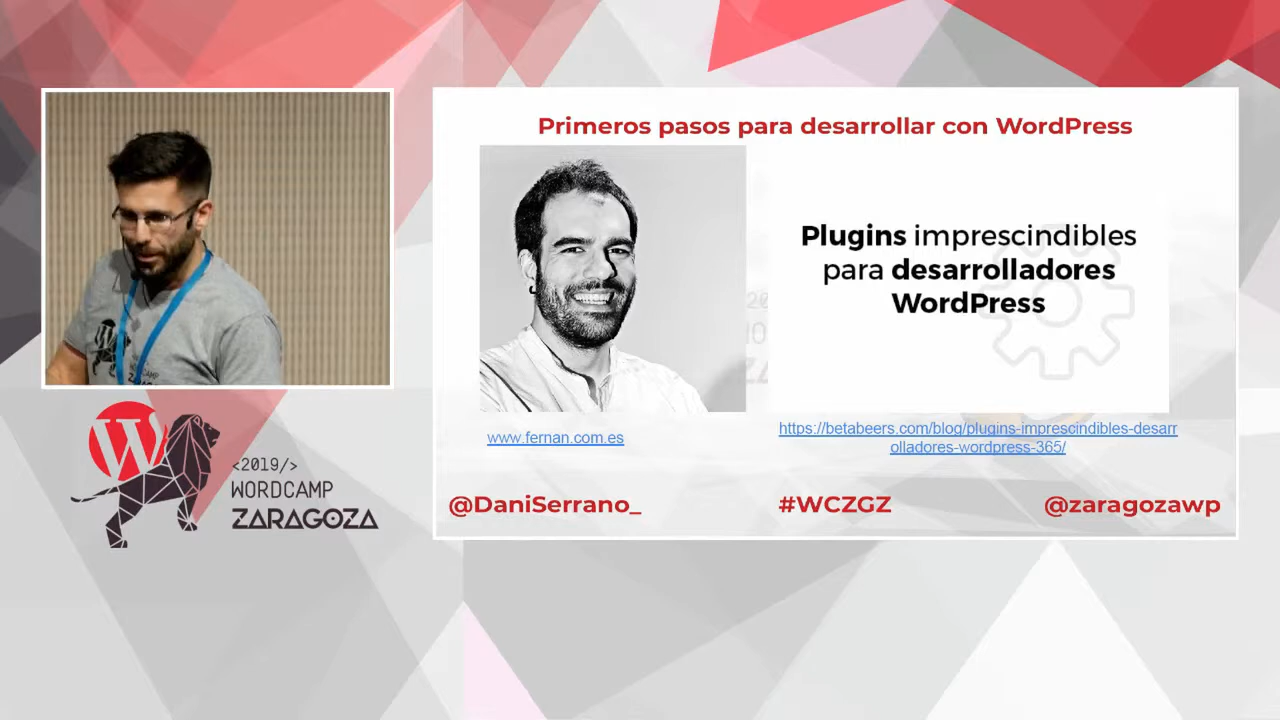 Primeros pasos para desarrollar con WordPress
Plugins imprescindibles
para desarrolladores
WordPress
www.fernan.com.es
https://betabeers.com/blog/plugins-imprescindibles-desarr
olladores-wordpress-365/
@DaniSerrano_ #WCZGZ @zaragozawp
<2019/>
WORDCAMP
ZARAGOZA